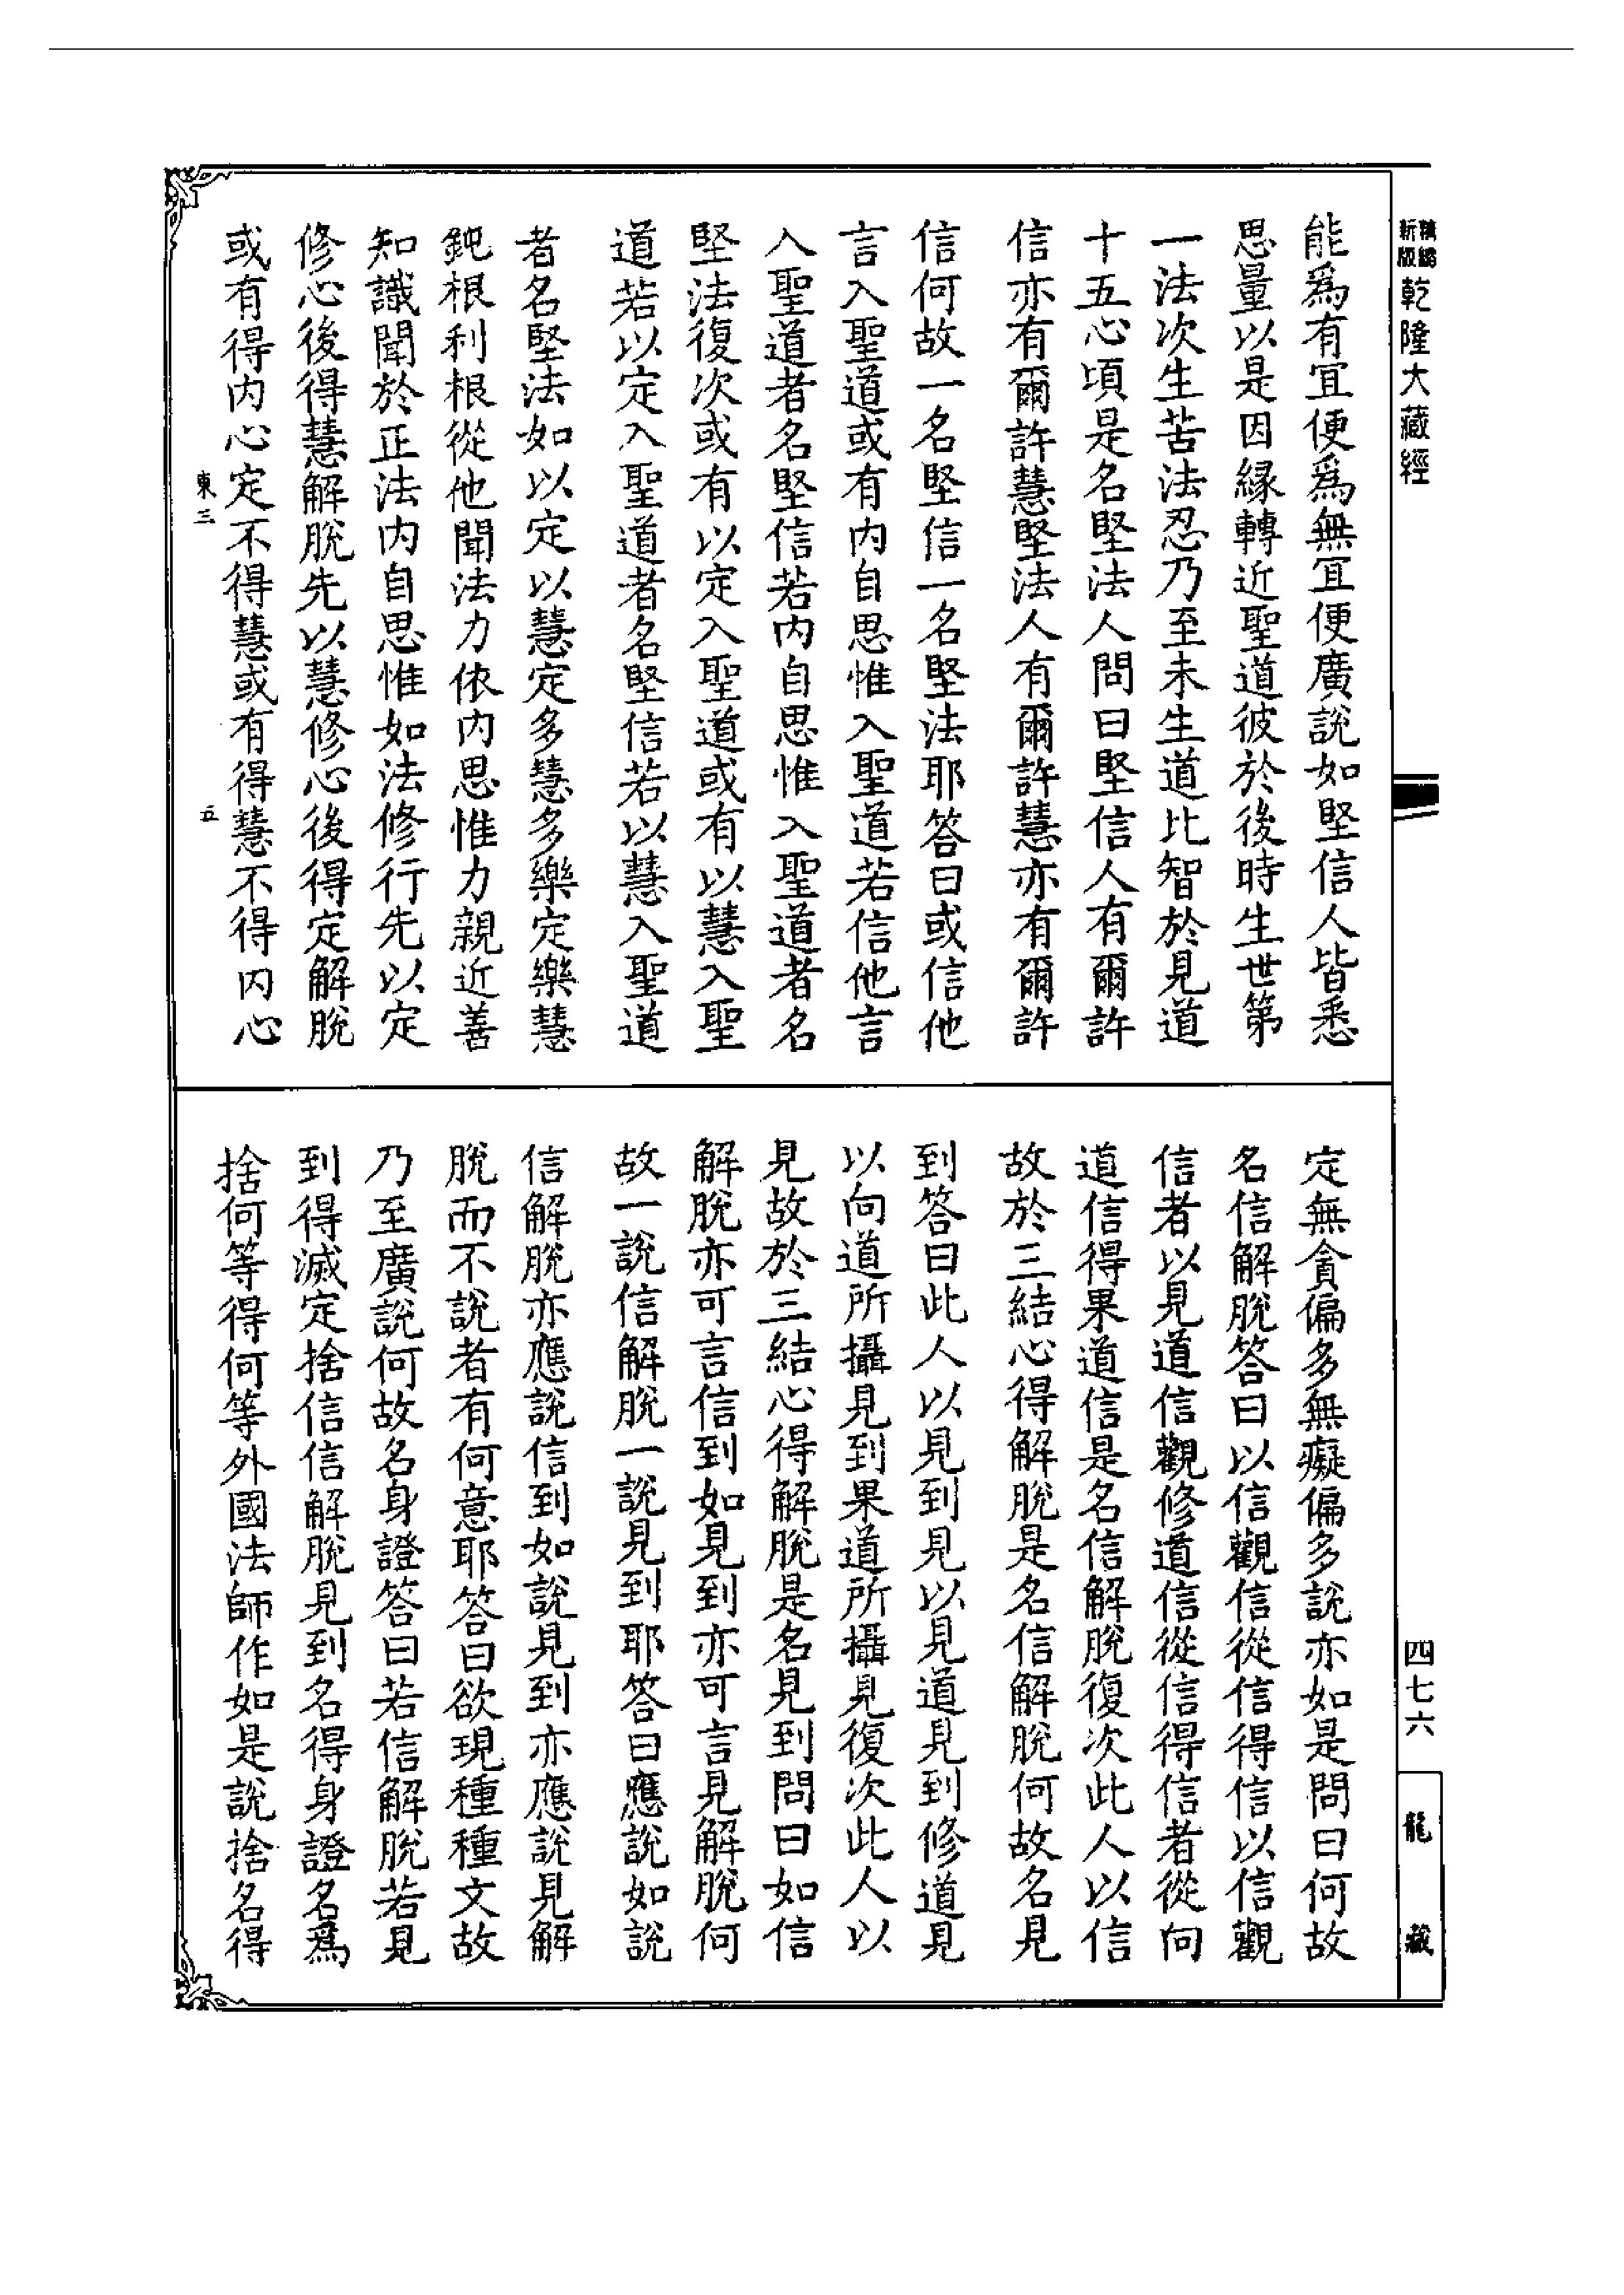 精縮新版乾隆大藏經
四七六
龍藏
能爲有宜便爲無宜便廣說如堅信人皆悉
思量以是因緣轉近聖道彼於後時生世第
一法次生苦法忍乃至未生道比智於見道
十五心頃是名堅法人問曰堅信人有爾許
信亦有爾許慧堅法人有爾許慧亦有爾許
信何故一名堅信一名堅法耶答曰或信他
言入聖道或有内自思惟入聖道若信他言
入聖道者名堅信若内自思惟入聖道者名
堅法復次或有以定入聖道或有以慧入聖
道若以定入聖道者名堅信若以慧入聖道
者名堅法如以定以慧定多慧多樂定樂慧
鈍根利根從他聞法力依内思惟力親近善
知識聞於正法内自思惟如法修行先以定
修心後得慧解脫先以慧修心後得定解脫
或有得内心定不得慧或有得慧不得内心
東三
五
定無貪偏多無癡偏多說亦如是問曰何故
名信解脫答曰以信觀信從信得信以信觀
信者以見道信觀修道信從信得信者從向
道信得果道信是名信解脫復次此人以信
故於三結心得解脫是名信解脫何故名見
到答曰此人以見到見以見道見到修道見
以向道所攝見到果道所攝見復次此人以
見故於三結心得解脫是名見到問曰如信
解脫亦可言信到如見到亦可言見解脫何
故一說信解脫一說見到耶答曰應說如說
信解脫亦應說信到如說見到亦應說見解
脫而不說者有何意耶答曰欲現種種文故
乃至廣說何故名身證答曰若信解脫若見
到得滅定捨信信解脫見到名得身證名爲
捨何等得何等外國法師作如是說捨名得